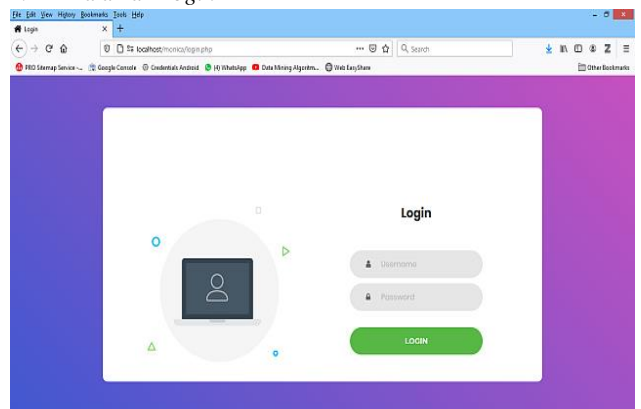 File Edit View History Bookmarks Tools Help
Login
localhost/monica/login.php
Search
Google Console Credentials Android (4) WhatsApp Data Mining Algoritm... Web EasyShare Other Bookmarks
Login
Username
Password
LOGIN